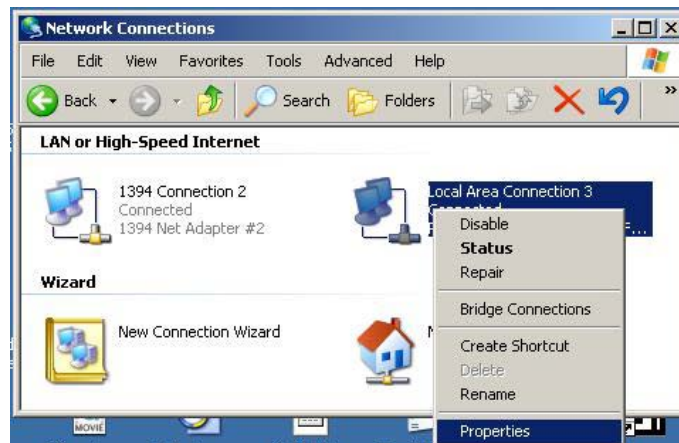 Network Connections
File Edit View Favorites Tools Advanced Help
Back Search Folders »
LAN or High-Speed Internet
1394 Connection 2
Connected
1394 Net Adapter #2
Local Area Connection 3
Connected
Disable
Status
Repair
Bridge Connections
Create Shortcut
Delete
Rename
Properties
Wizard
New Connection Wizard
MOVIE